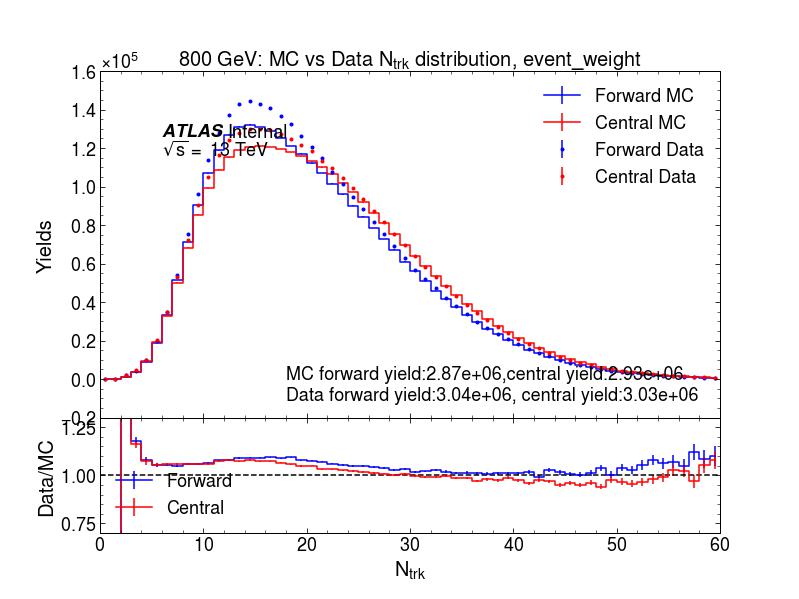 ×10⁵
800 GeV: MC vs Data Ntrk distribution, event_weight
1.6
1.4
1.2
1.0
0.8
0.6
0.4
0.2
0.0
0.2
Yields
ATLAS Internal
√s = 13 TeV
Forward MC
Central MC
Forward Data
Central Data
MC forward yield:2.87e+06,central yield:2.93e+06
Data forward yield:3.04e+06, central yield:3.03e+06
1.25
1.00
0.75
Data/MC
Forward
Central
0 10 20 30 40 50 60
Ntrk